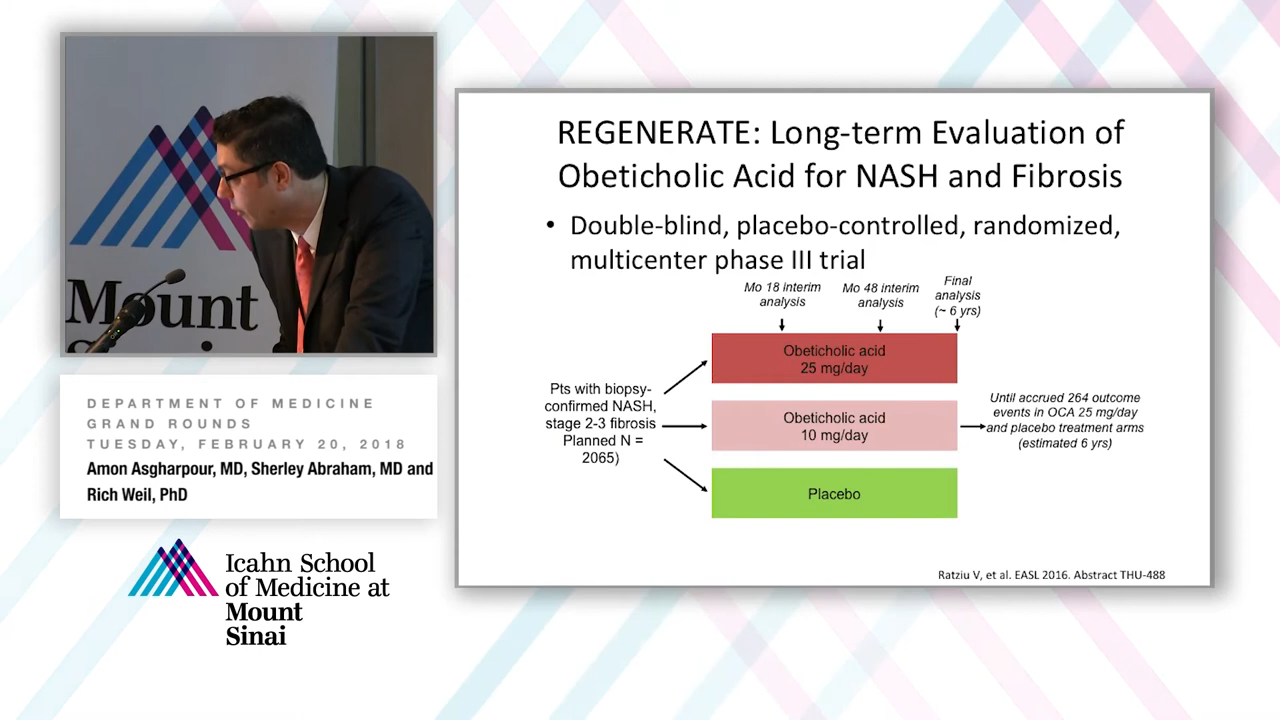 Mount
REGENERATE: Long-term Evaluation of
Obeticholic Acid for NASH and Fibrosis
• Double-blind, placebo-controlled, randomized,
multicenter phase III trial
Mo 18 interim
analysis
Mo 48 interim
analysis
Final
analysis
(~ 6 yrs)
Obeticholic acid
25 mg/day
Pts with biopsy-
confirmed NASH,
stage 2-3 fibrosis
Planned N =
2065)
Obeticholic acid
10 mg/day
Until accrued 264 outcome
events in OCA 25 mg/day
and placebo treatment arms
(estimated 6 yrs)
Placebo
Ratziu V, et al. EASL 2016. Abstract THU-488
DEPARTMENT OF MEDICINE
GRAND ROUNDS
TUESDAY, FEBRUARY 20, 2018
Amon Asgharpour, MD, Sherley Abraham, MD and
Rich Weil, PhD
Icahn School
of Medicine at
Mount
Sinai